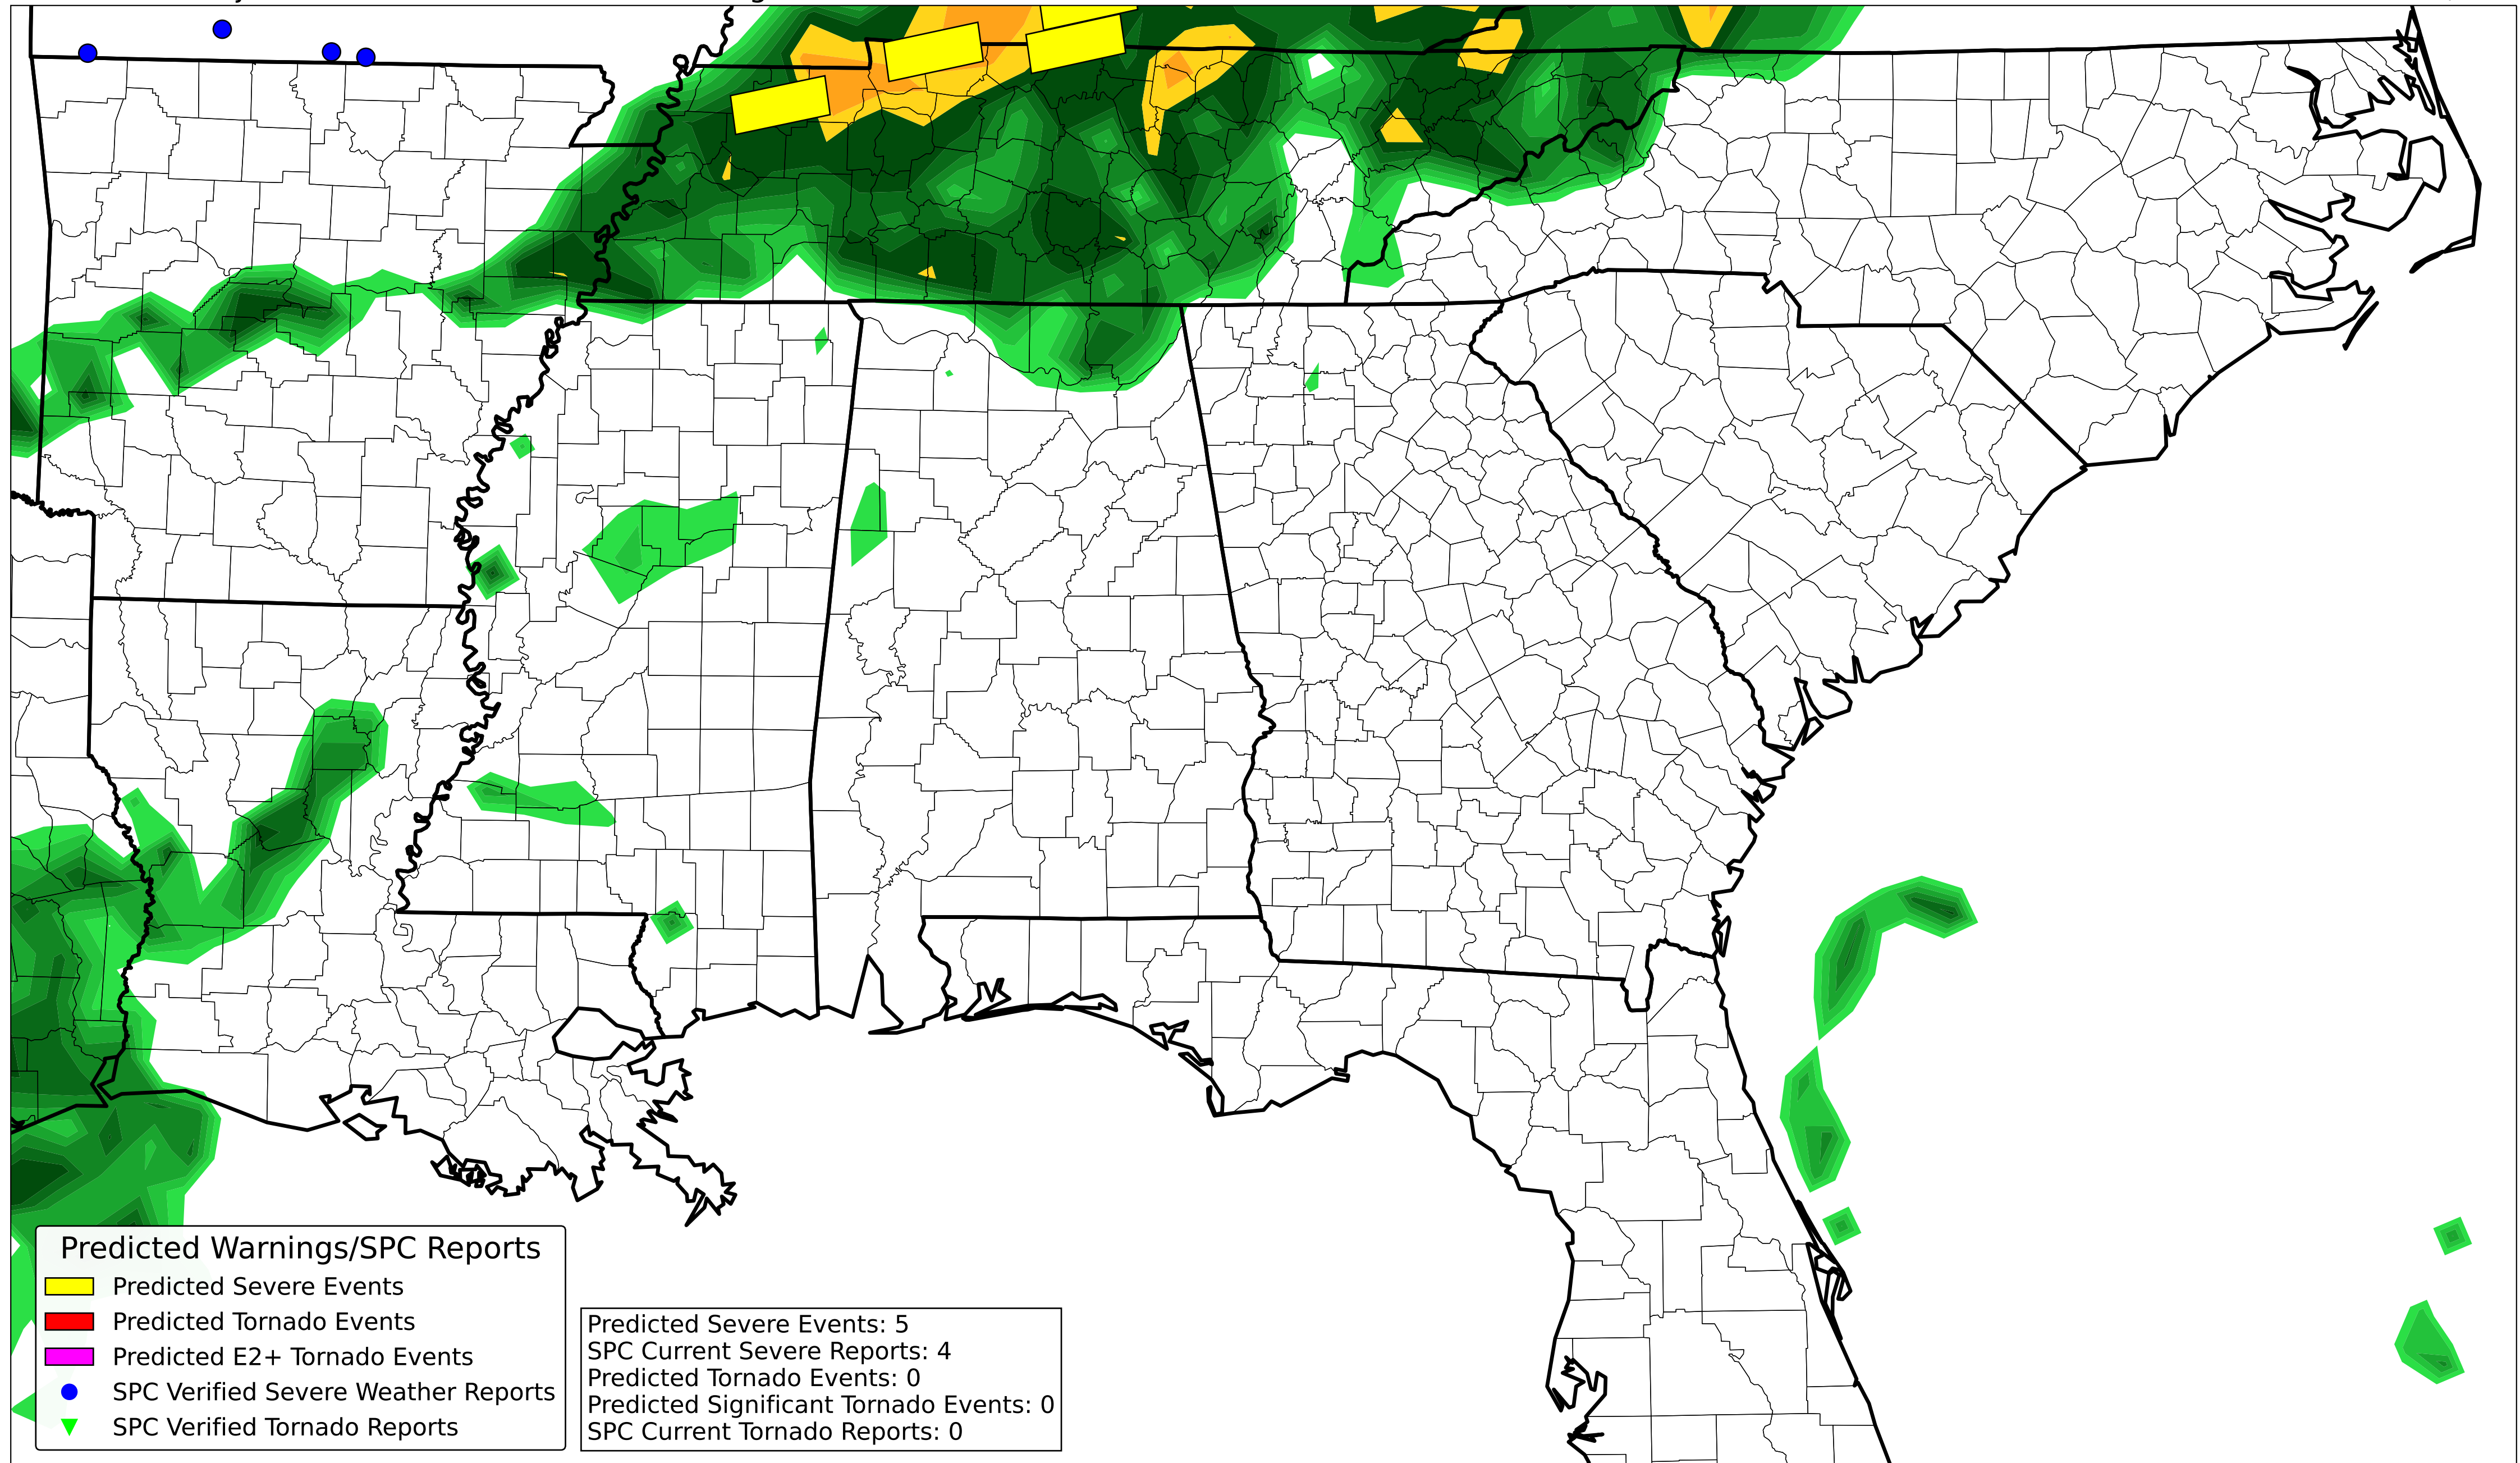 Predicted Warnings/SPC Reports
Predicted Severe Events
Predicted Tornado Events
Predicted E2+ Tornado Events
SPC Verified Severe Weather Reports
SPC Verified Tornado Reports
Predicted Severe Events: 5
SPC Current Severe Reports: 4
Predicted Tornado Events: 0
Predicted Significant Tornado Events: 0
SPC Current Tornado Reports: 0